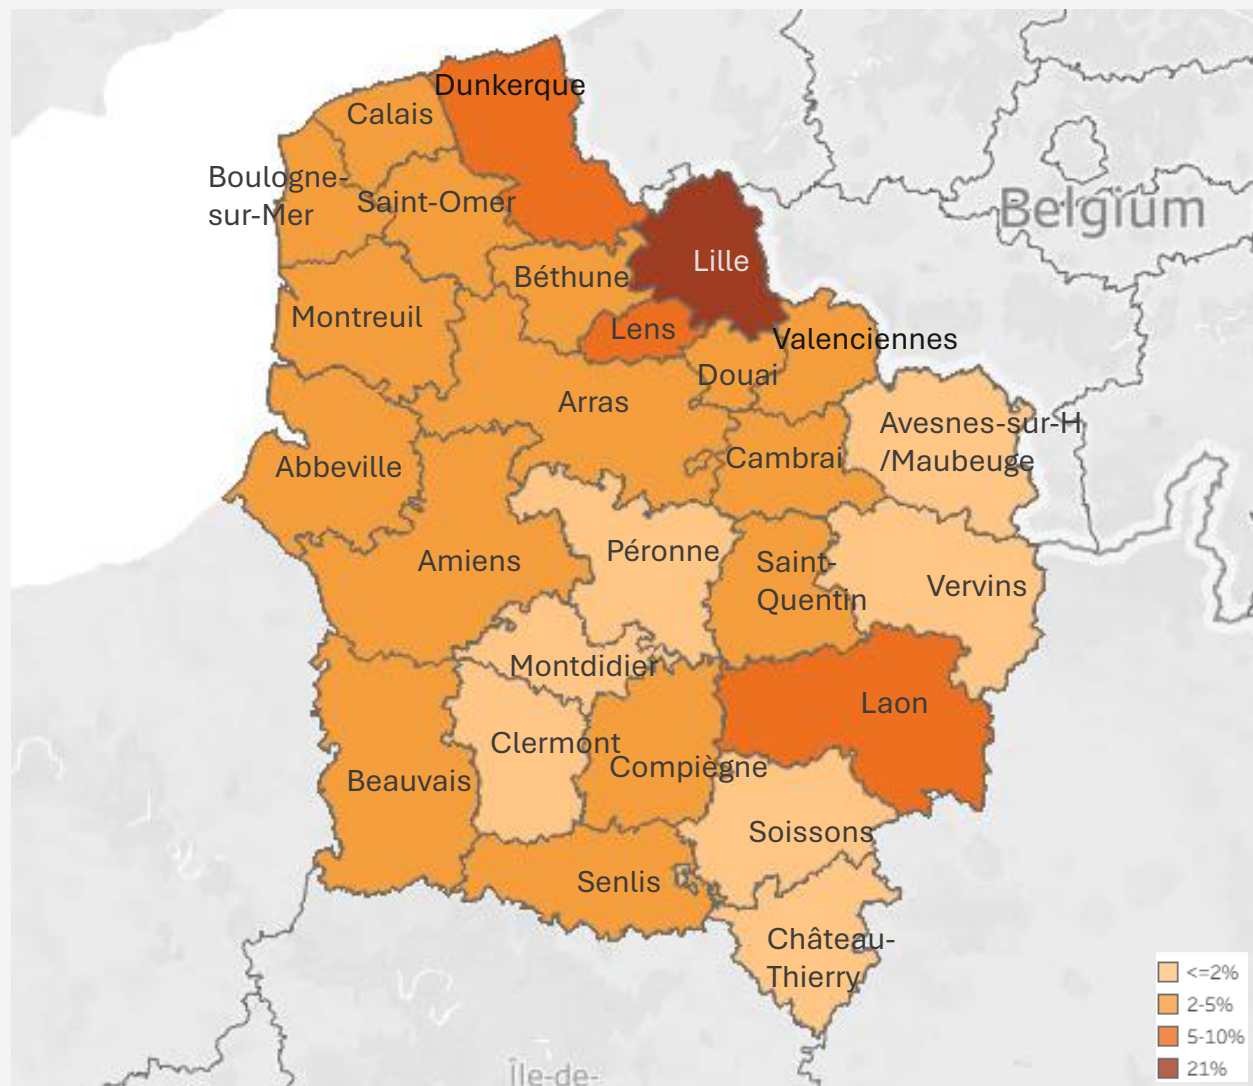 Dunkerque
Calais
Boulogne-
sur-Mer
Saint-Omer
Belgium
Lille
Béthune
Montreuil
Lens
Valenciennes
Douai
Arras
Avesnes-sur-H
/Maubeuge
Cambrai
Abbeville
Péronne
Amiens
Saint-
Quentin
Vervins
Montdidier
Laon
Clermont
Compiègne
Beauvais
Soissons
Senlis
Château-
Thierry
Île-de-
<=2%
2-5%
5-10%
21%